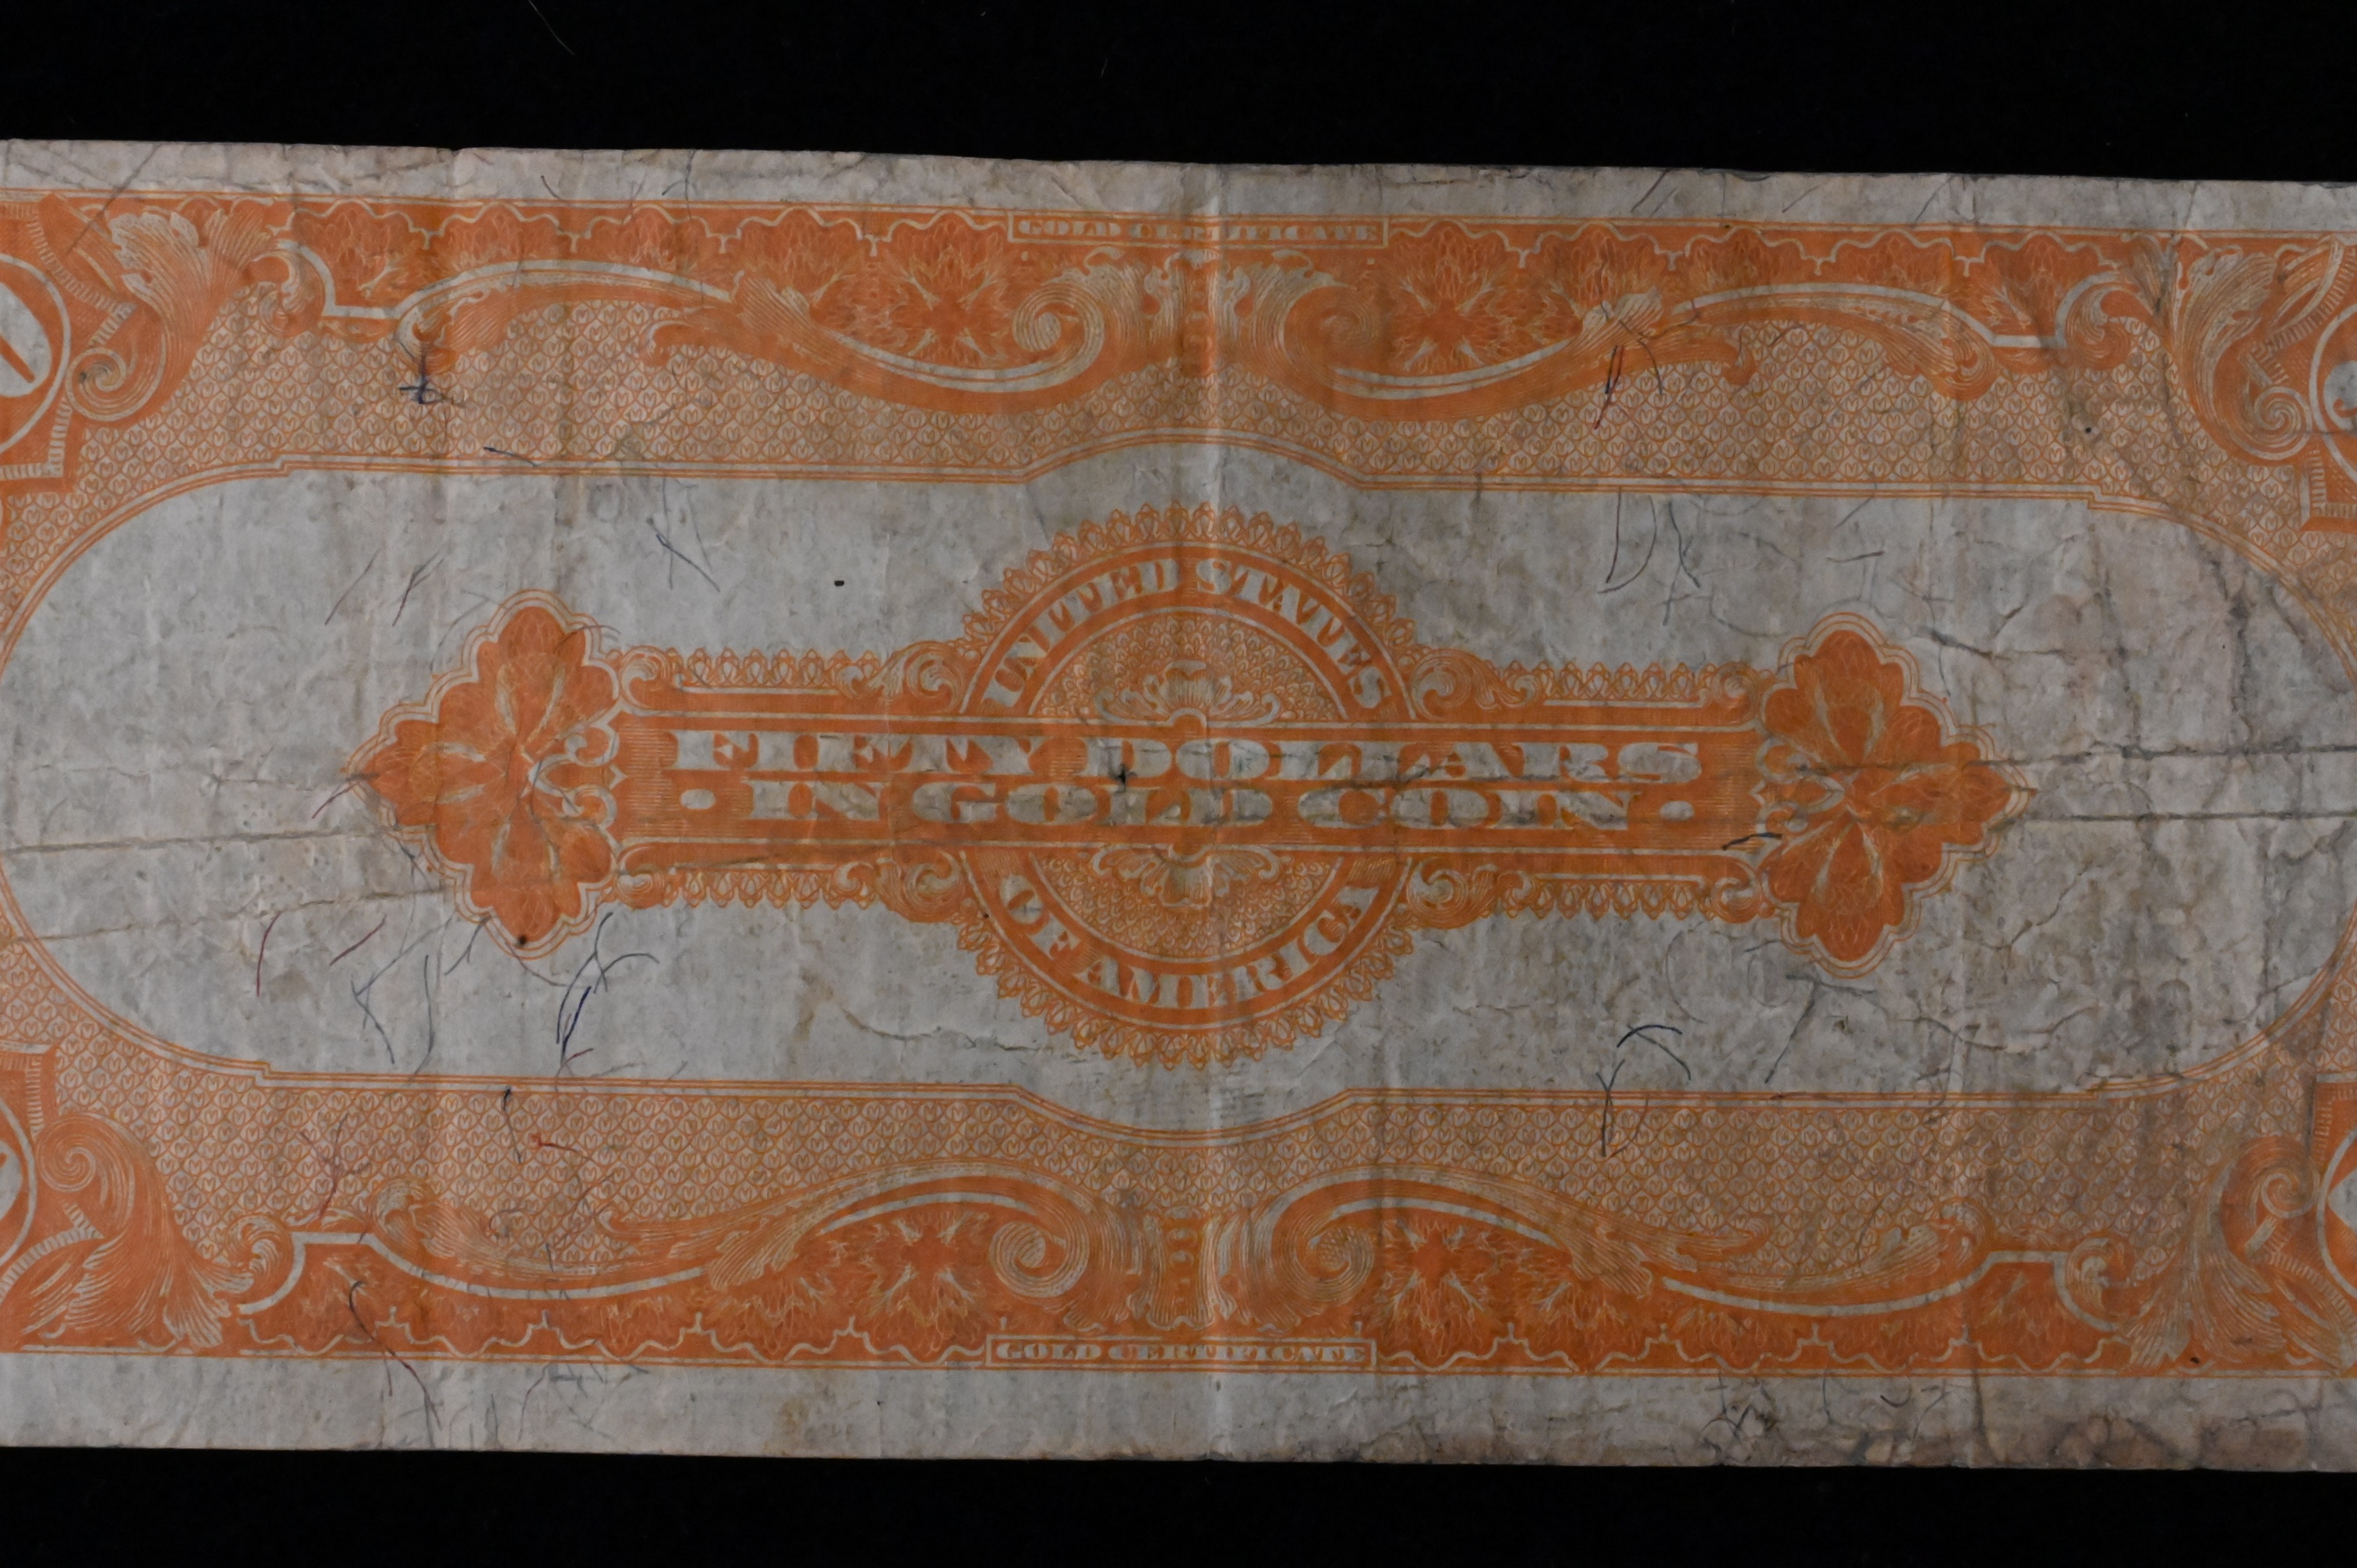 GOLD CERTIFICATE
UNITED STATES
FIFTY DOLLARS
• IN GOLD COIN •
OF AMERICA
GOLD CERTIFICATE